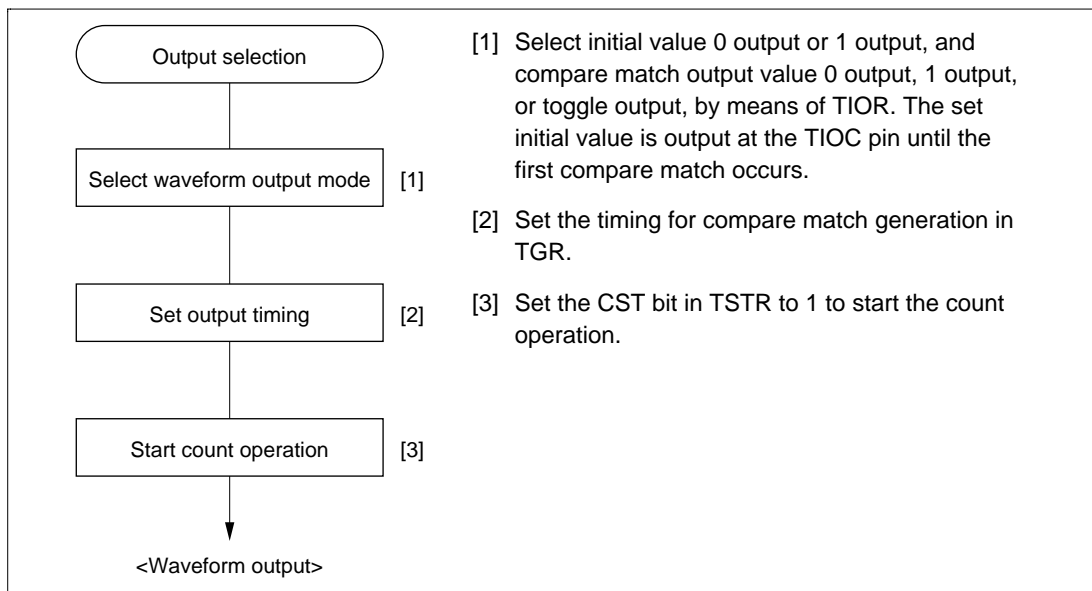 Output selection
Select waveform output mode [1]
Set output timing [2]
Start count operation [3]
<Waveform output>
[1] Select initial value 0 output or 1 output, and
compare match output value 0 output, 1 output,
or toggle output, by means of TIOR. The set
initial value is output at the TIOC pin until the
first compare match occurs.
[2] Set the timing for compare match generation in
TGR.
[3] Set the CST bit in TSTR to 1 to start the count
operation.